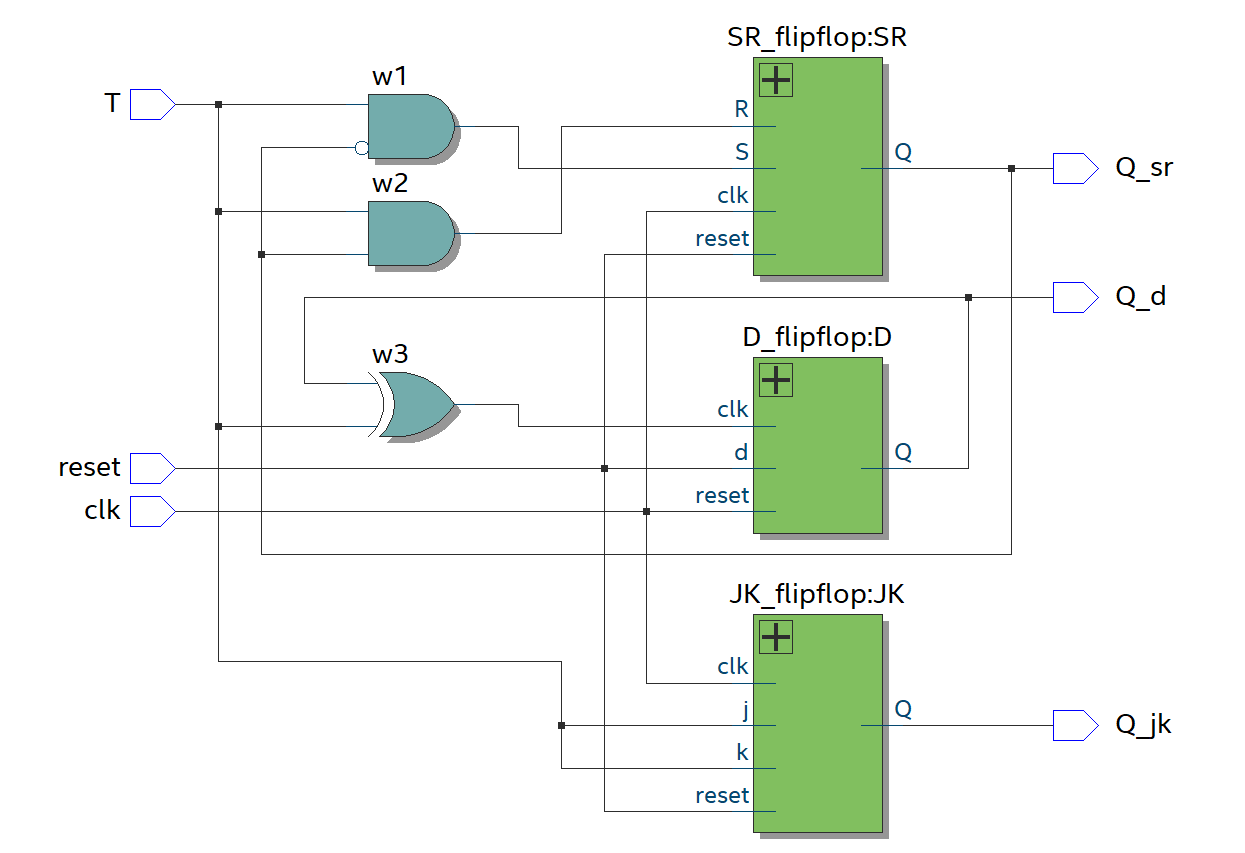 SR_flipflop:SR
w1
T
R
S
Q
Q_sr
w2
clk
reset
Q_d
D_flipflop:D
w3
clk
d
Q
reset
reset
clk
JK_flipflop:JK
clk
j
Q
Q_jk
k
reset